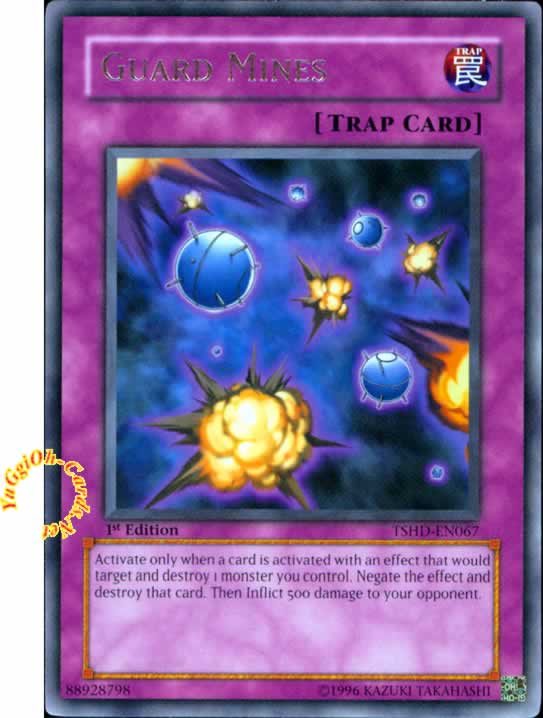 GUARD MINES
TRAP
罠
[TRAP CARD]
1st Edition
TSHD-EN067
YuGgiOh-Cards.Net
Activate only when a card is activated with an effect that would
target and destroy 1 monster you control. Negate the effect and
destroy that card. Then Inflict 500 damage to your opponent.
88928798
©1996 KAZUKI TAKAHASHI